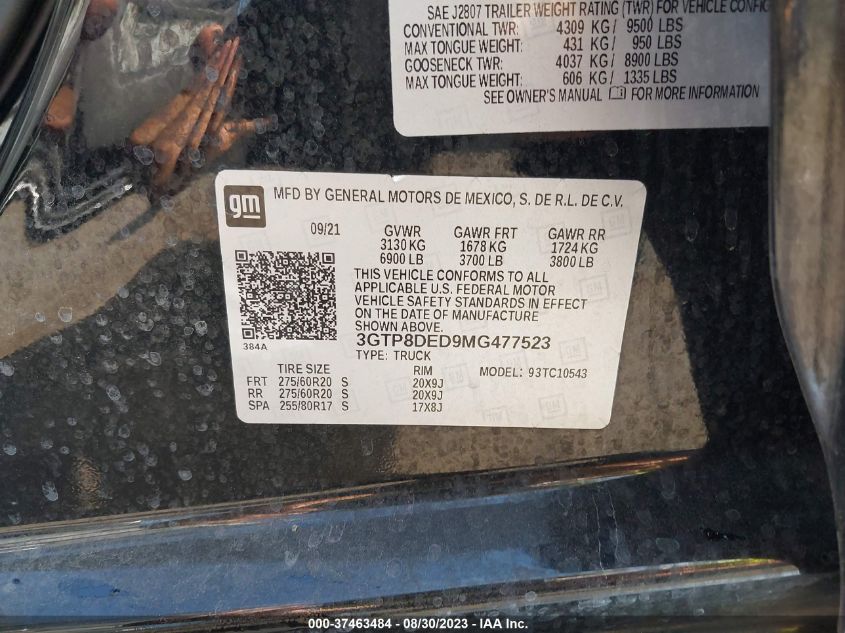 SAE J2807 TRAILER WEIGHT RATING (TWR) FOR VEHICLE CONFIG
CONVENTIONAL TWR: 4309 KG / 9500 LBS
MAX TONGUE WEIGHT: 431 KG / 950 LBS
GOOSENECK TWR: 4037 KG / 8900 LBS
MAX TONGUE WEIGHT: 606 KG / 1335 LBS
SEE OWNER'S MANUAL FOR MORE INFORMATION
gm MFD BY GENERAL MOTORS DE MEXICO, S. DE R.L. DE C.V.
09/21 GVWR GAWR FRT GAWR RR
3130 KG 1678 KG 1724 KG
6900 LB 3700 LB 3800 LB
THIS VEHICLE CONFORMS TO ALL
APPLICABLE U.S. FEDERAL MOTOR
VEHICLE SAFETY STANDARDS IN EFFECT
ON THE DATE OF MANUFACTURE
SHOWN ABOVE.
384A 3GTP8DED9MG477523
TYPE: TRUCK
TIRE SIZE RIM MODEL: 93TC10543
FRT 275/60R20 S 20X9J
RR 275/60R20 S 20X9J
SPA 255/80R17 S 17X8J
000-37463484 - 08/30/2023 - IAA Inc.